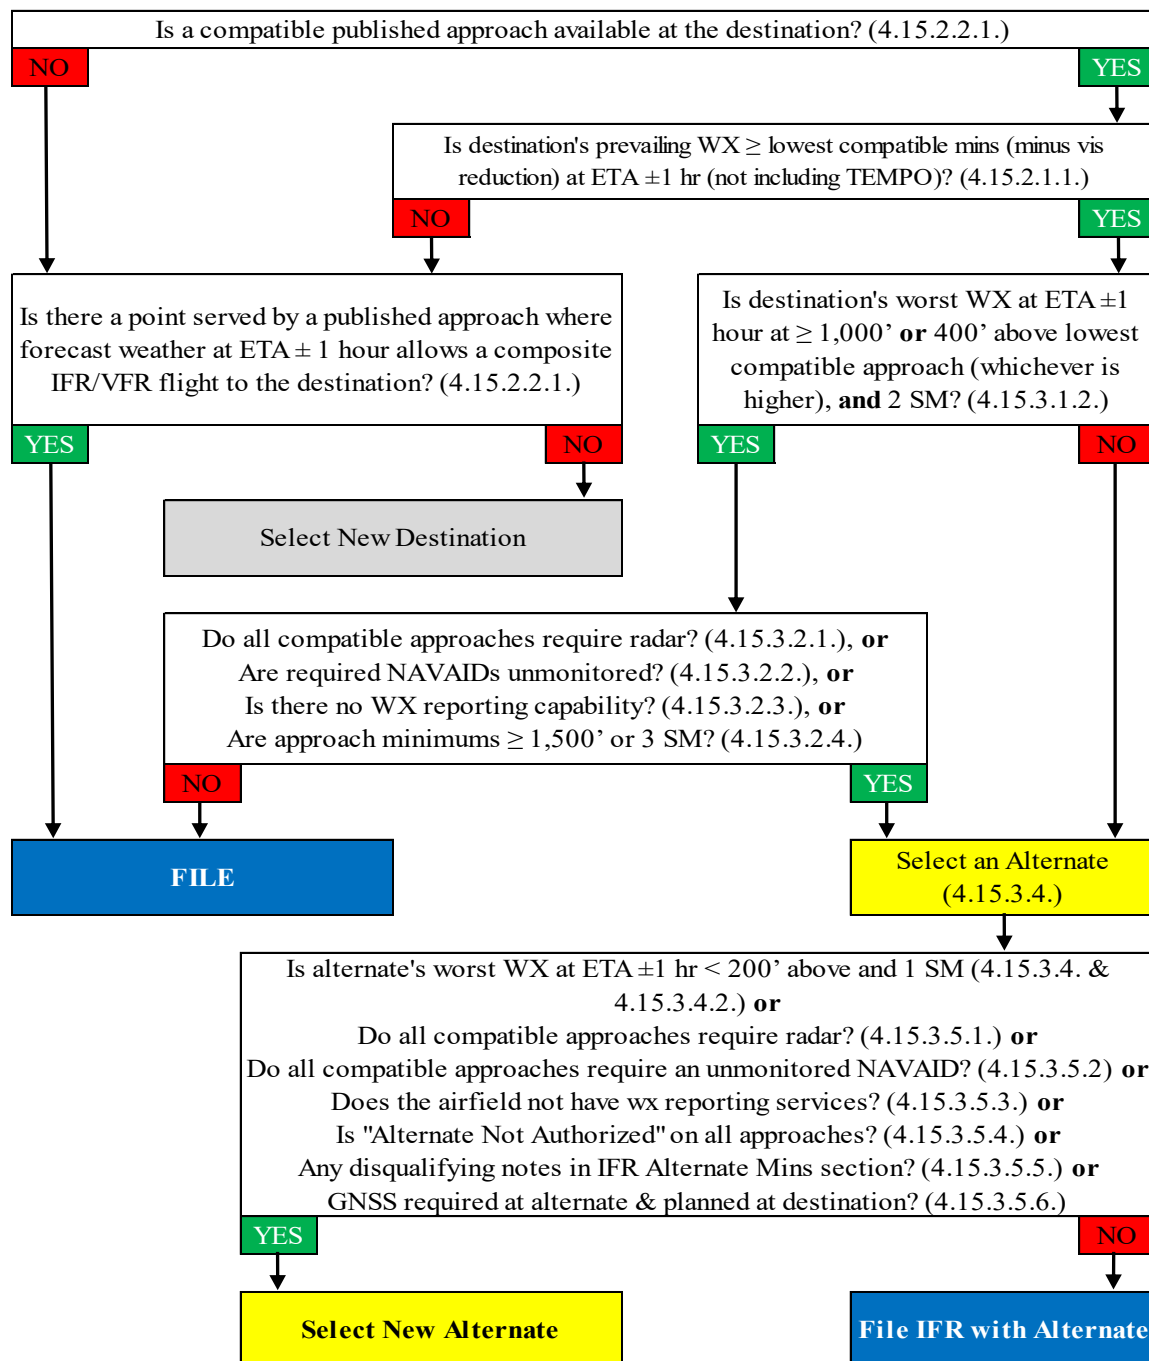 Is a compatible published approach available at the destination? (4.15.2.2.1.)
NO
YES
Is destination's prevailing WX ≥ lowest compatible mins (minus vis
reduction) at ETA ±1 hr (not including TEMPO)? (4.15.2.1.1.)
NO
YES
Is there a point served by a published approach where
forecast weather at ETA ± 1 hour allows a composite
IFR/VFR flight to the destination? (4.15.2.2.1.)
YES
NO
Is destination's worst WX at ETA ±1
hour at ≥ 1,000’ or 400’ above lowest
compatible approach (whichever is
higher), and 2 SM? (4.15.3.1.2.)
YES
NO
Select New Destination
Do all compatible approaches require radar? (4.15.3.2.1.), or
Are required NAVAIDs unmonitored? (4.15.3.2.2.), or
Is there no WX reporting capability? (4.15.3.2.3.), or
Are approach minimums ≥ 1,500’ or 3 SM? (4.15.3.2.4.)
NO
YES
FILE
Select an Alternate
(4.15.3.4.)
Is alternate's worst WX at ETA ±1 hr < 200’ above and 1 SM (4.15.3.4. &
4.15.3.4.2.) or
Do all compatible approaches require radar? (4.15.3.5.1.) or
Do all compatible approaches require an unmonitored NAVAID? (4.15.3.5.2) or
Does the airfield not have wx reporting services? (4.15.3.5.3.) or
Is "Alternate Not Authorized" on all approaches? (4.15.3.5.4.) or
Any disqualifying notes in IFR Alternate Mins section? (4.15.3.5.5.) or
GNSS required at alternate & planned at destination? (4.15.3.5.6.)
YES
NO
Select New Alternate
File IFR with Alternate